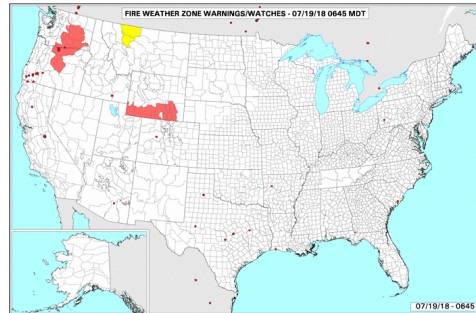 FIRE WEATHER ZONE WARNINGS/WATCHES - 07/19/18 0645 MDT
07/19/18 - 0645